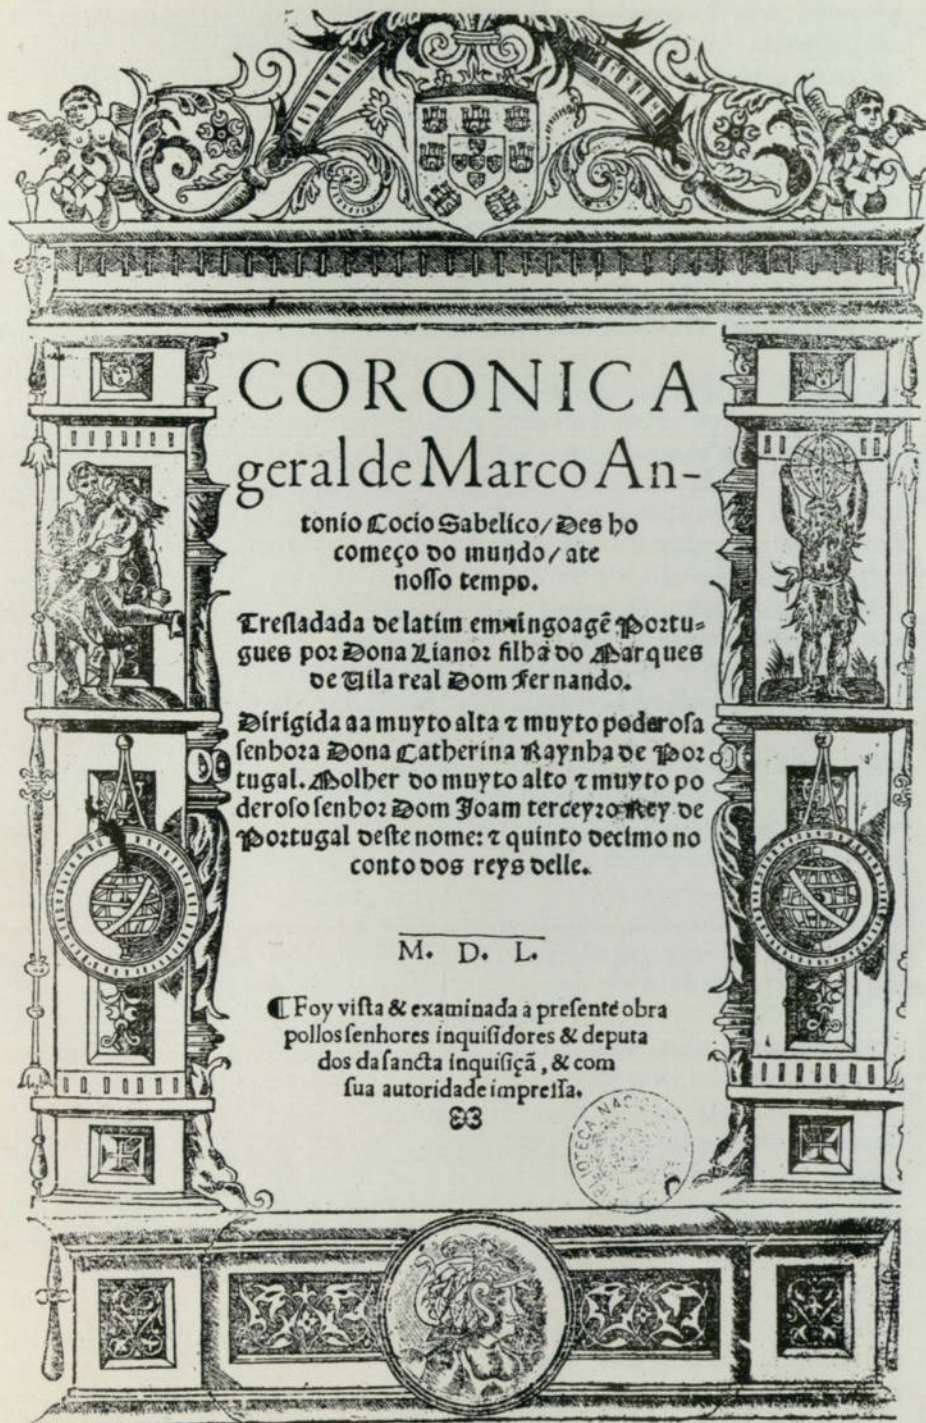 CORONICA
geral de Marco An-
tonio Cocio Sabelico/Des ho
começo do mundo/ate
nosso tempo.
Tresladada de latim em lingoagẽ Portu=
gues por Dona Lianor filha do Marques
de Uila real Dom Fernando.
Dirigida aa muyto alta ⁊ muyto poderosa
senhora Dona Catherina Raynha de Por
tugal. Molher do muyto alto ⁊ muyto po
deroso senhor Dom Joam terceyro Rey de
Portugal deste nome: ⁊ quinto decimo no
conto dos reys delle.
M. D. L.
¶ Foy vista & examinada a presente obra
pollos senhores inquisidores & deputa
dos da sancta inquisiçã, & com
sua autoridade impressa.